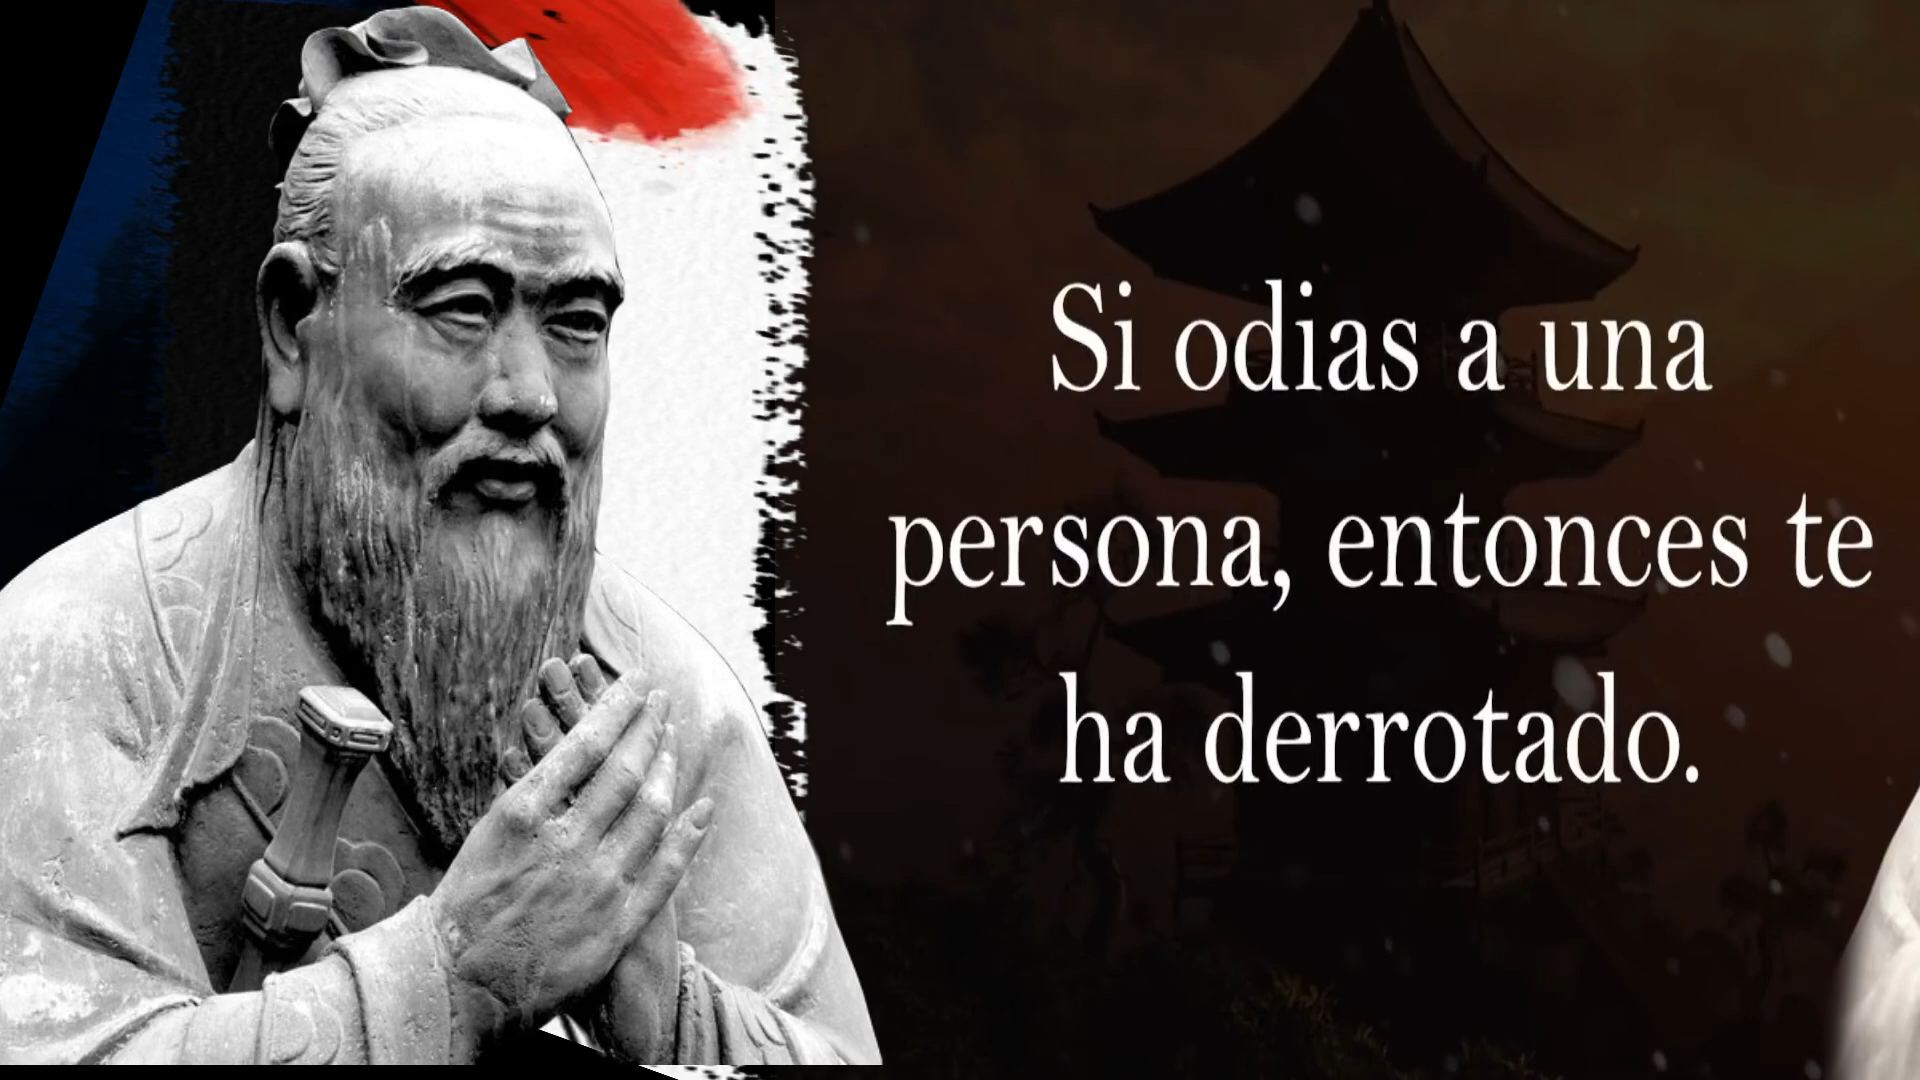 Si odias a una
persona, entonces te
ha derrotado.